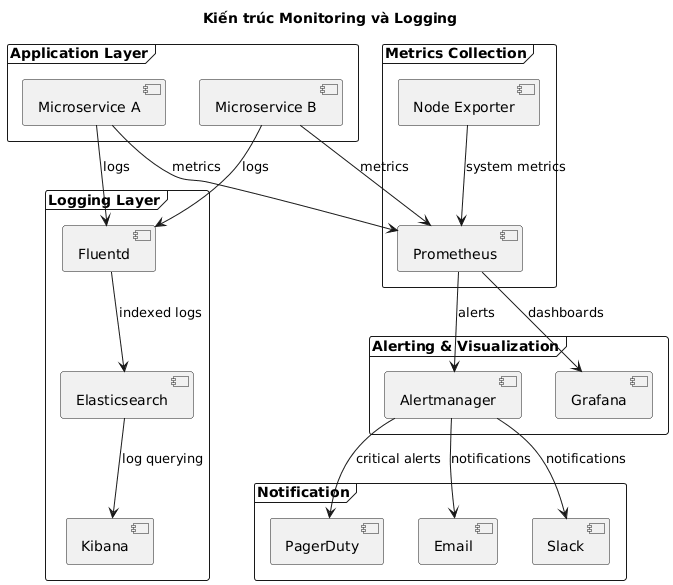 Kiến trúc Monitoring và Logging
Application Layer
Metrics Collection
Microservice A
Microservice B
Node Exporter
logs
metrics
logs
metrics
system metrics
Logging Layer
Fluentd
Prometheus
indexed logs
alerts
dashboards
Alerting & Visualization
Elasticsearch
Alertmanager
Grafana
log querying
critical alerts
notifications
notifications
Notification
Kibana
PagerDuty
Email
Slack